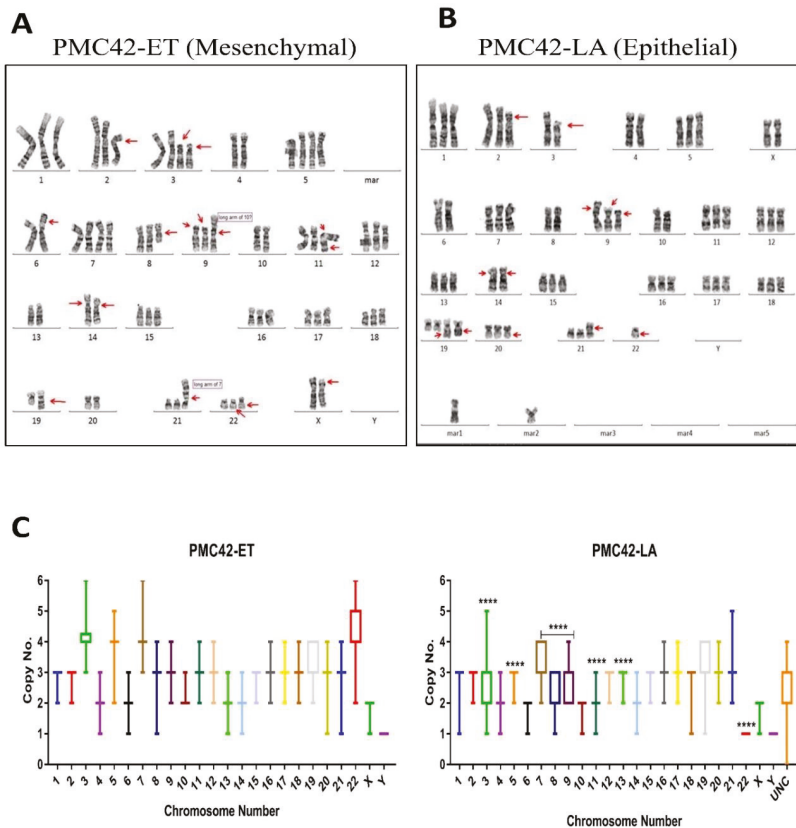 A
PMC42-ET (Mesenchymal)
1 2 3 4 5 mar
long arm of 10?
6 7 8 9 10 11 12
13 14 15 16 17 18
long arm of 7
19 20 21 22 X Y
B
PMC42-LA (Epithelial)
1 2 3 4 5 X
6 7 8 9 10 11 12
13 14 15 16 17 18
19 20 21 22 Y
mar1 mar2 mar3 mar4 mar5
C
PMC42-ET
Copy No.
6
5
4
3
2
1
0
1 2 3 4 5 6 7 8 9 10 11 12 13 14 15 16 17 18 19 20 21 22 X Y
Chromosome Number
PMC42-LA
Copy No.
6
5
4
3
2
1
0
**** **** **** **** **** ****
1 2 3 4 5 6 7 8 9 10 11 12 13 14 15 16 17 18 19 20 21 22 X Y UNC
Chromosome Number